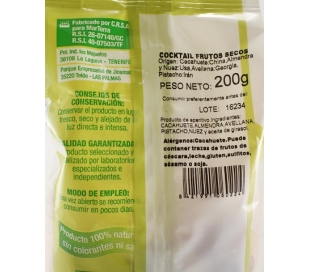 Fabricado por C.R.S.A.
para MarTerra
R.S.I. 26-07140/GC
R.S.I. 40-07503/TF
Pol. Ind. los Majuelos
38108 La Laguna - TENERIFE
Parque Empresarial de Jinamar
35220 Telde - LAS PALMAS
CONSEJOS DE
CONSERVACIÓN:
Conservar el producto en lugar
fresco, seco y alejado de
luz directa e intensa.
CALIDAD GARANTIZADA
Producto seleccionado y
analizado por laboratorios
especializados e
independientes.
MODO DE EMPLEO:
Una vez abierto se recomienda
consumir en pocos días.
Producto 100% natural
sin colorantes ni
COCKTAIL FRUTOS SECOS
Origen: Cacahuete:China,Almendra
y Nuez:Usa,Avellana:Georgia,
Pistacho:Irán
PESO NETO: 200g
Consumir preferentemente antes del
LOTE: 16234
Producto de aperitivo.Ingredientes:
CACAHUETE,ALMENDRA,AVELLANA,
PISTACHO,NUEZ y aceite de girasol.
Alérgenos:Cacahuete.Puede
contener trazas de frutos de
cáscara,leche,gluten,sulfitos,
sésamo o soja.